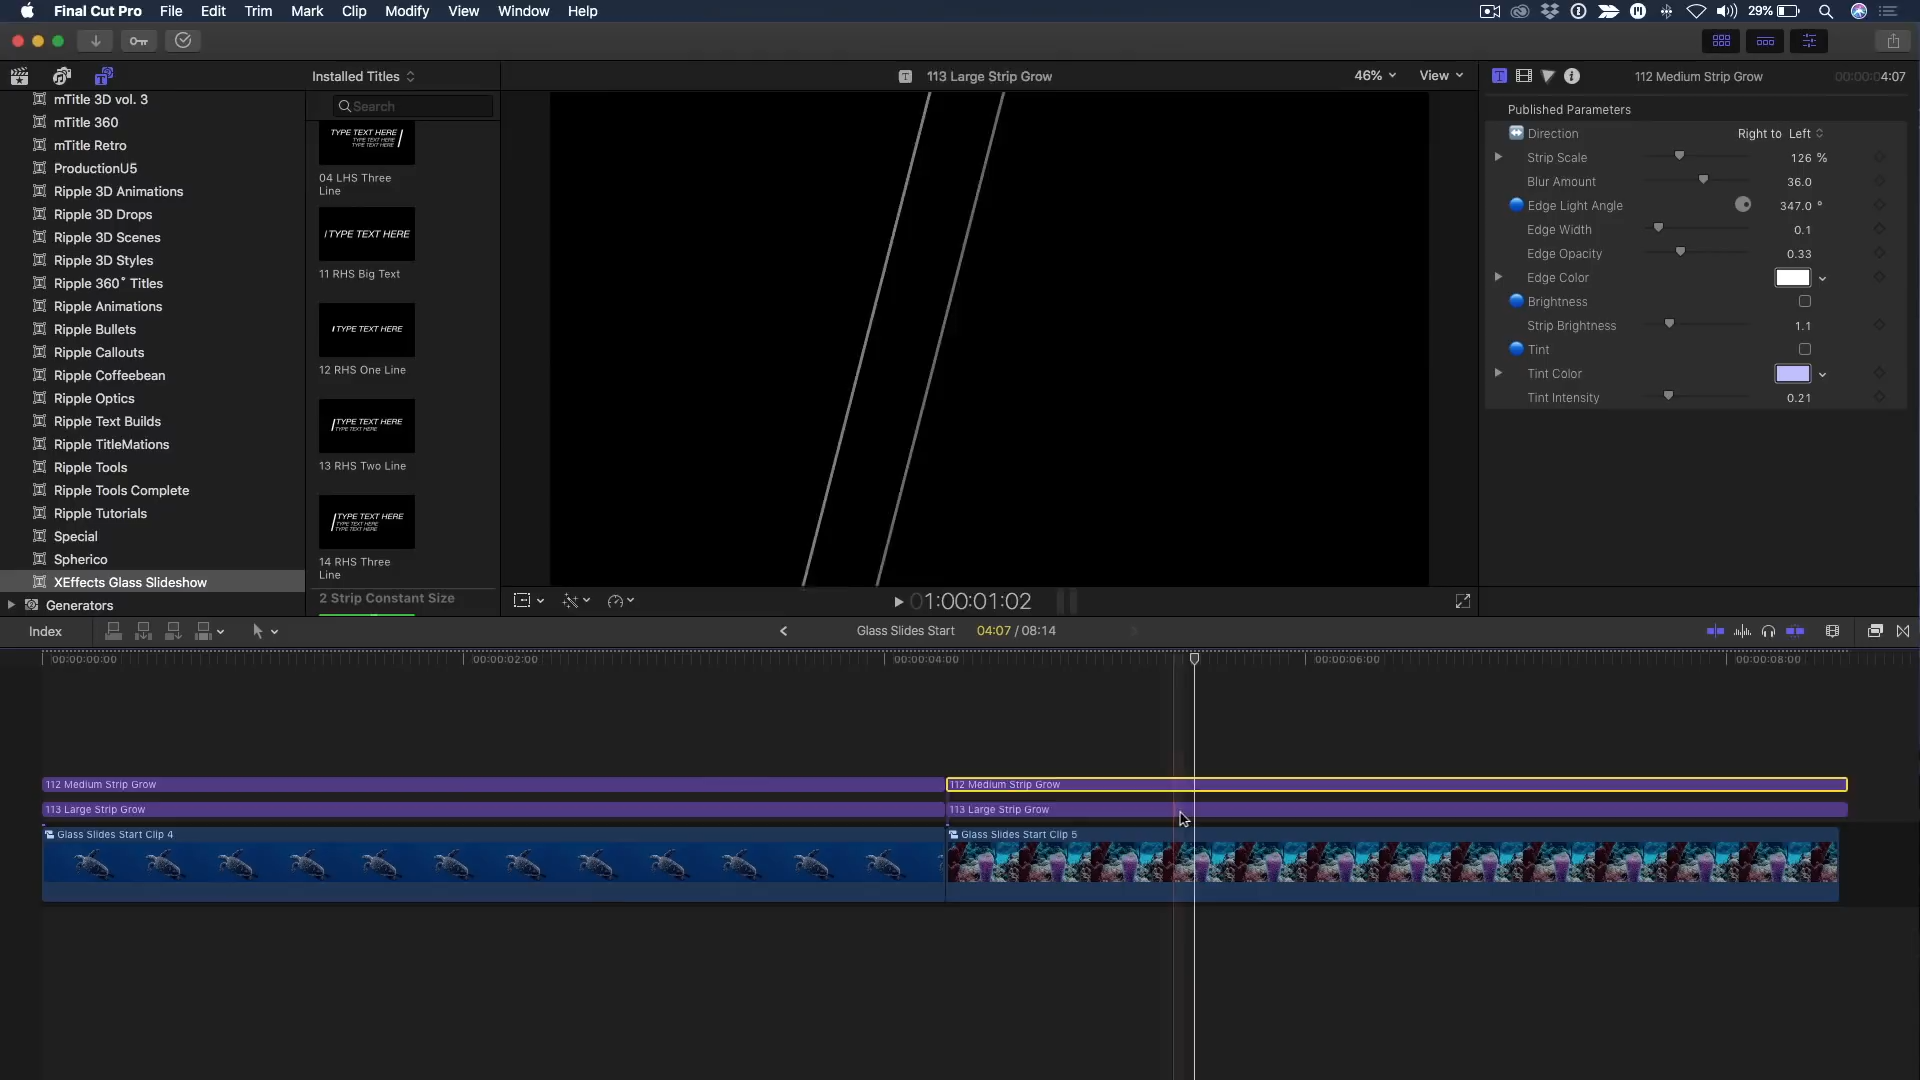 Final Cut Pro File Edit Trim Mark Clip Modify View Window Help 29%
Installed Titles
113 Large Strip Grow
46% View
112 Medium Strip Grow
00:00:04:07
mTitle 3D vol. 3
mTitle 360
mTitle Retro
ProductionU5
Ripple 3D Animations
Ripple 3D Drops
Ripple 3D Scenes
Ripple 3D Styles
Ripple 360° Titles
Ripple Animations
Ripple Bullets
Ripple Callouts
Ripple Coffeebean
Ripple Optics
Ripple Text Builds
Ripple TitleMations
Ripple Tools
Ripple Tools Complete
Ripple Tutorials
Special
Spherico
XEffects Glass Slideshow
Generators
Search
TYPE TEXT HERE
TYPE TEXT HERE
TYPE TEXT HERE
04 LHS Three
Line
TYPE TEXT HERE
11 RHS Big Text
TYPE TEXT HERE
12 RHS One Line
TYPE TEXT HERE
TYPE TEXT HERE
13 RHS Two Line
TYPE TEXT HERE
TYPE TEXT HERE
TYPE TEXT HERE
14 RHS Three
Line
2 Strip Constant Size
Published Parameters
Direction Right to Left
Strip Scale 126 %
Blur Amount 36.0
Edge Light Angle 347.0 °
Edge Width 0.1
Edge Opacity 0.33
Edge Color
Brightness
Strip Brightness 1.1
Tint
Tint Color
Tint Intensity 0.21
01:00:01:02
Index
Glass Slides Start 04:07 / 08:14
00:00:00:00 00:00:02:00 00:00:04:00 00:00:06:00 00:00:08:00
112 Medium Strip Grow 112 Medium Strip Grow
113 Large Strip Grow 113 Large Strip Grow
Glass Slides Start Clip 4 Glass Slides Start Clip 5